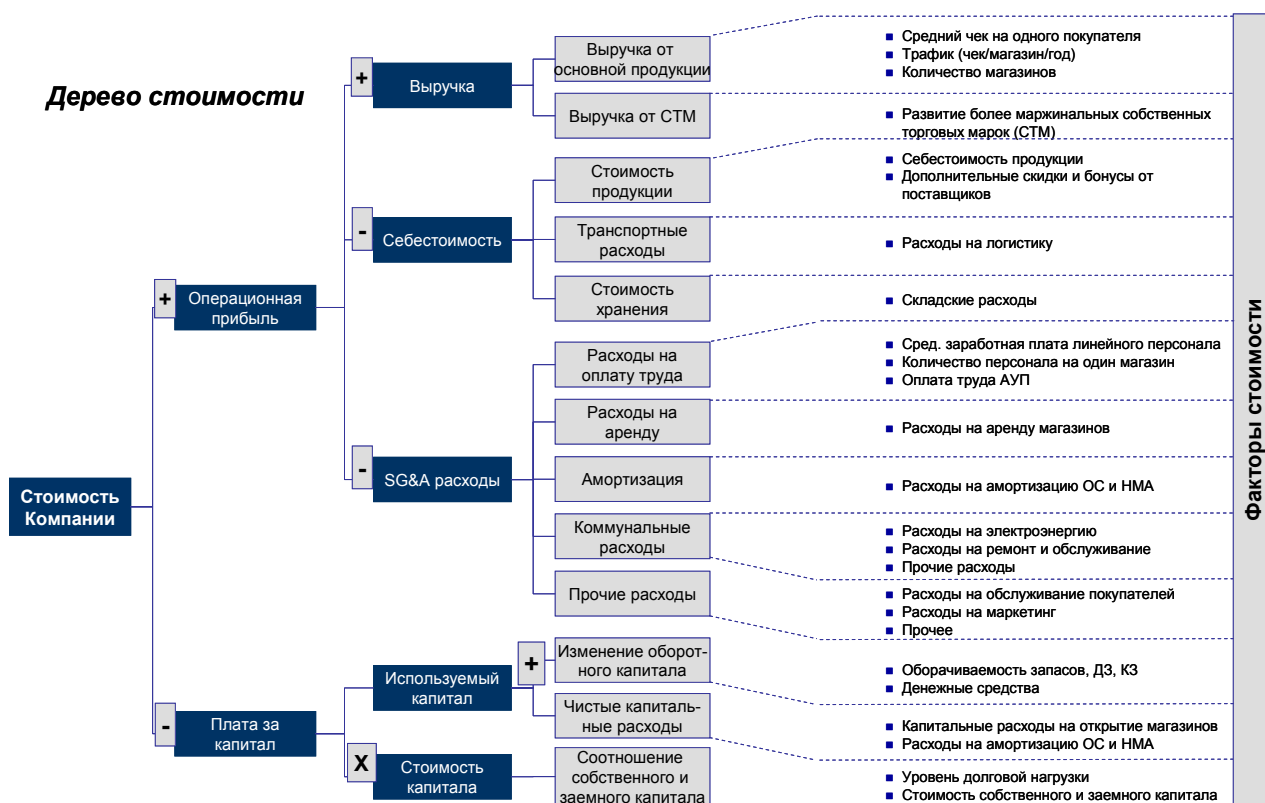 Дерево стоимости
Стоимость
Компании
+
Операционная
прибыль
-
Плата за
капитал
+
Выручка
-
Себестоимость
-
SG&A расходы
Используемый
капитал
X
Стоимость
капитала
Выручка от
основной продукции
Выручка от СТМ
Стоимость
продукции
Транспортные
расходы
Стоимость
хранения
Расходы на
оплату труда
Расходы на
аренду
Амортизация
Коммунальные
расходы
Прочие расходы
+
Изменение оборот-
ного капитала
Чистые капиталь-
ные расходы
Соотношение
собственного и
заемного капитала
■ Средний чек на одного покупателя
■ Трафик (чек/магазин/год)
■ Количество магазинов
■ Развитие более маржинальных собственных
торговых марок (СТМ)
■ Себестоимость продукции
■ Дополнительные скидки и бонусы от
поставщиков
■ Расходы на логистику
■ Складские расходы
■ Сред. заработная плата линейного персонала
■ Количество персонала на один магазин
■ Оплата труда АУП
■ Расходы на аренду магазинов
■ Расходы на амортизацию ОС и НМА
■ Расходы на электроэнергию
■ Расходы на ремонт и обслуживание
■ Прочие расходы
■ Расходы на обслуживание покупателей
■ Расходы на маркетинг
■ Прочее
■ Оборачиваемость запасов, ДЗ, КЗ
■ Денежные средства
■ Капитальные расходы на открытие магазинов
■ Расходы на амортизацию ОС и НМА
■ Уровень долговой нагрузки
■ Стоимость собственного и заемного капитала
Факторы стоимости